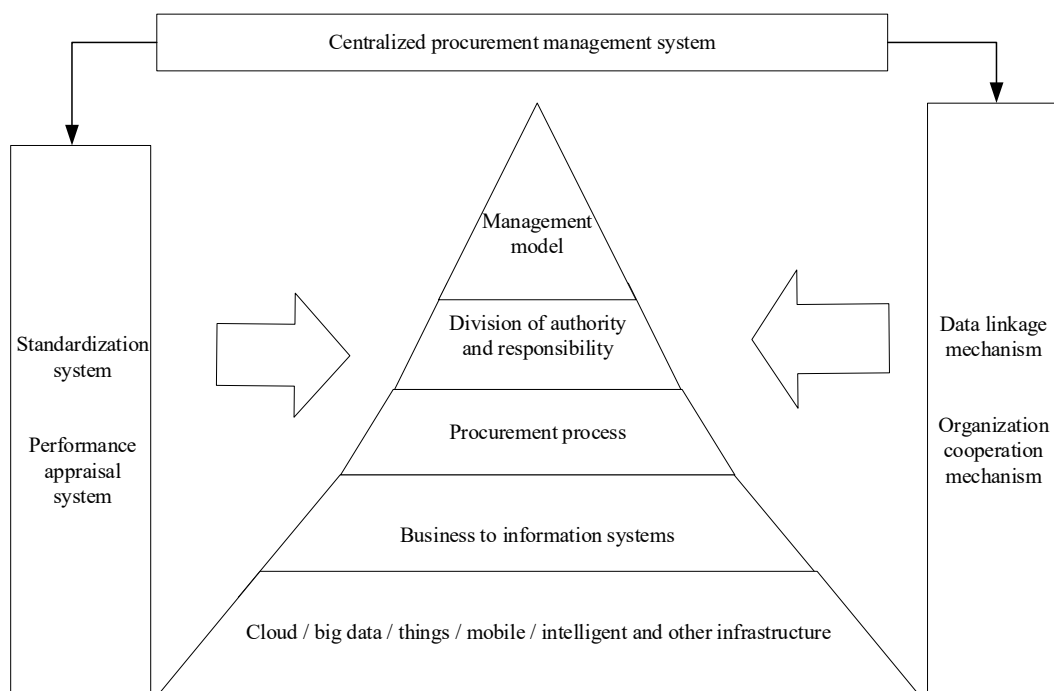 Centralized procurement management system
Standardization
system
Performance
appraisal
system
Management
model
Division of authority
and responsibility
Procurement process
Business to information systems
Cloud / big data / things / mobile / intelligent and other infrastructure
Data linkage
mechanism
Organization
cooperation
mechanism